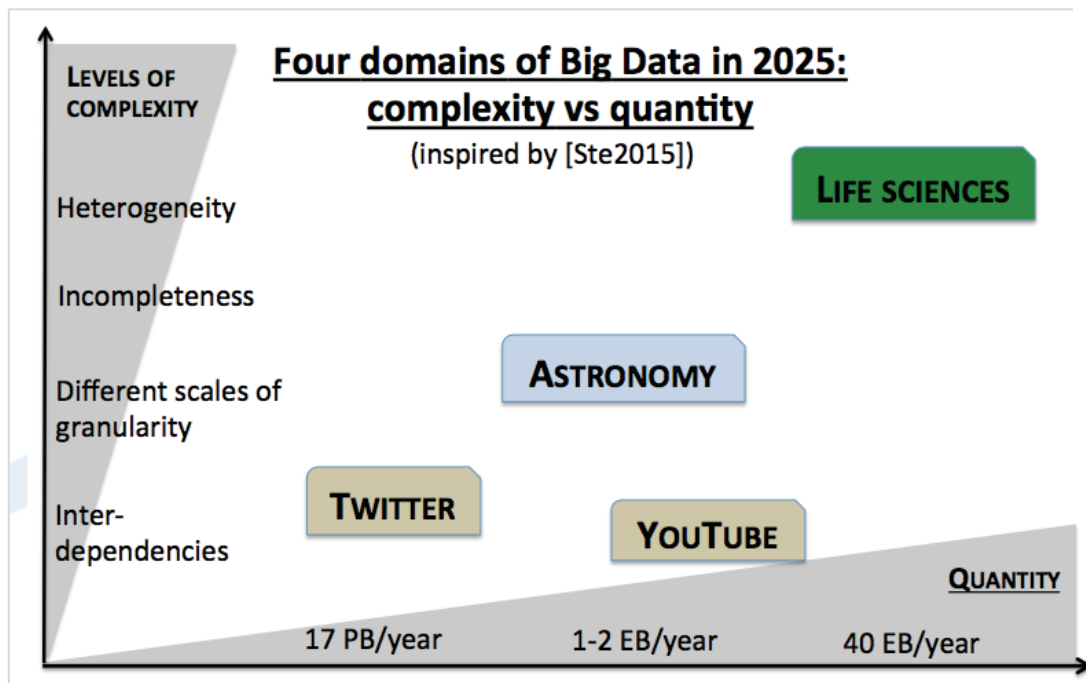 Four domains of Big Data in 2025:
complexity vs quantity
(inspired by [Ste2015])
LEVELS OF
COMPLEXITY
Heterogeneity
Incompleteness
Different scales of
granularity
Inter-
dependencies
LIFE SCIENCES
ASTRONOMY
TWITTER
YOUTUBE
QUANTITY
17 PB/year
1-2 EB/year
40 EB/year